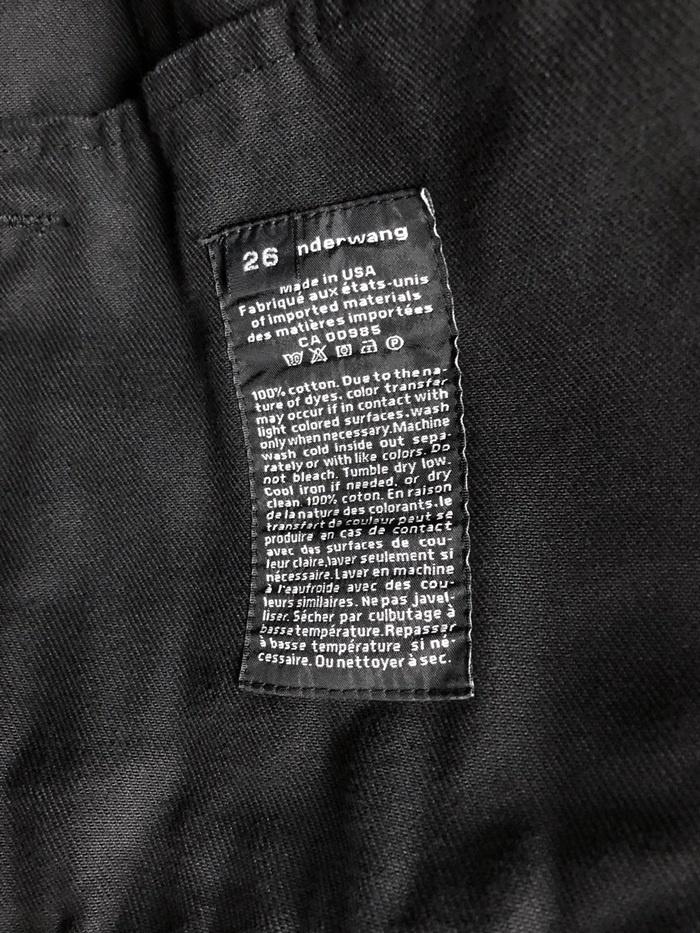 26 nderwang
Made in USA
Fabriqué aux états-unis
of imported materials
des matières importées
CA 00985
100% cotton. Due to the na-
ture of dyes, color transfer
may occur if in contact with
light colored surfaces. Wash
only when necessary. Machine
wash cold inside out sepa-
rately or with like colors. Do
not bleach. Tumble dry low.
Cool iron if needed, or dry
clean. 100% coton. En raison
de la nature des colorants, le
transfert de couleur peut se
produire en cas de contact
avec des surfaces de cou-
leur claire, laver seulement si
nécessaire. Laver en machine
à l'eau froide avec des cou-
leurs similaires. Ne pas javel-
liser. Sécher par culbutage à
basse température. Repasser
à basse température si né-
cessaire. Ou nettoyer à sec.